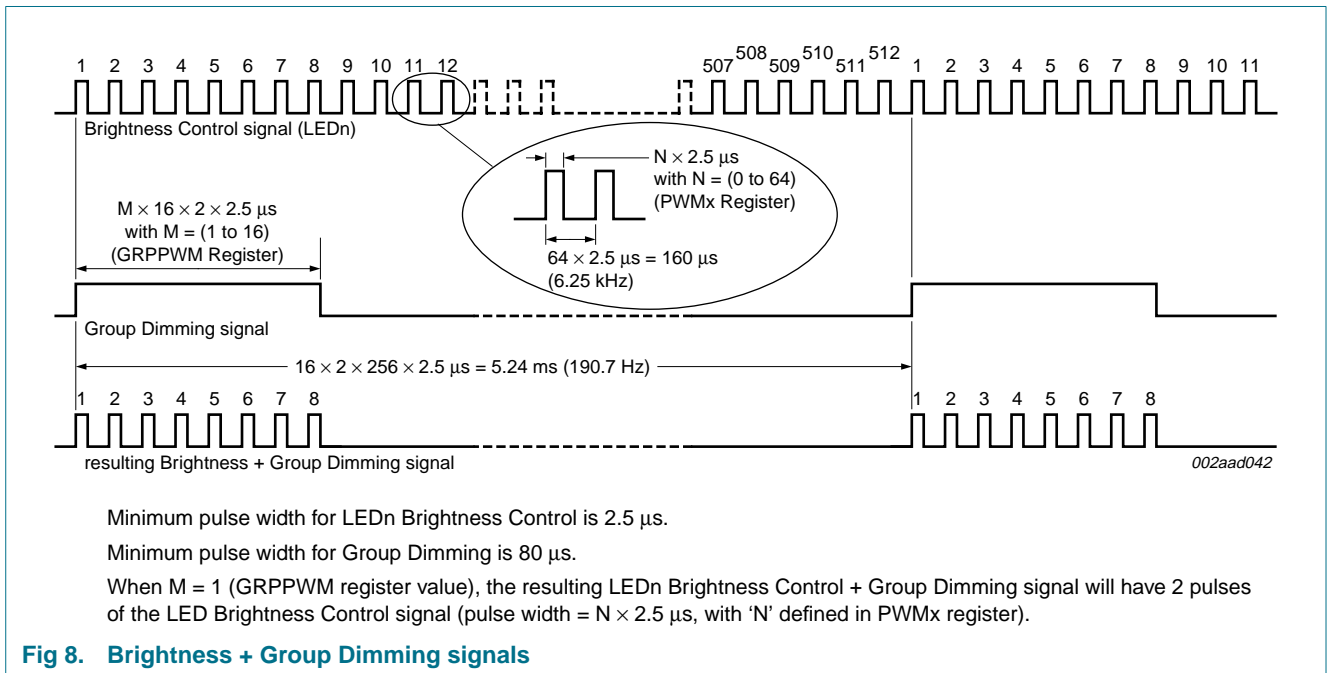 1 2 3 4 5 6 7 8 9 10 11 12 507 508 509 510 511 512 1 2 3 4 5 6 7 8 9 10 11
Brightness Control signal (LEDn)
N × 2.5 μs
with N = (0 to 64)
(PWMx Register)
64 × 2.5 μs = 160 μs
(6.25 kHz)
M × 16 × 2 × 2.5 μs
with M = (1 to 16)
(GRPPWM Register)
Group Dimming signal
16 × 2 × 256 × 2.5 μs = 5.24 ms (190.7 Hz)
1 2 3 4 5 6 7 8 1 2 3 4 5 6 7 8
resulting Brightness + Group Dimming signal
002aad042
Minimum pulse width for LEDn Brightness Control is 2.5 μs.
Minimum pulse width for Group Dimming is 80 μs.
When M = 1 (GRPPWM register value), the resulting LEDn Brightness Control + Group Dimming signal will have 2 pulses
of the LED Brightness Control signal (pulse width = N × 2.5 μs, with ‘N’ defined in PWMx register).
Fig 8. Brightness + Group Dimming signals